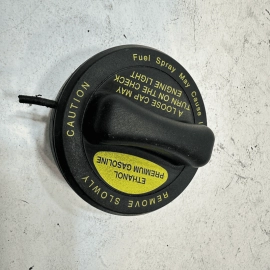 Fuel Spray May Cause
CAUTION
REMOVE SLOWLY
A LOOSE CAP MAY
TURN ON THE CHECK
ENGINE LIGHT
ETHANOL
PREMIUM GASOLINE